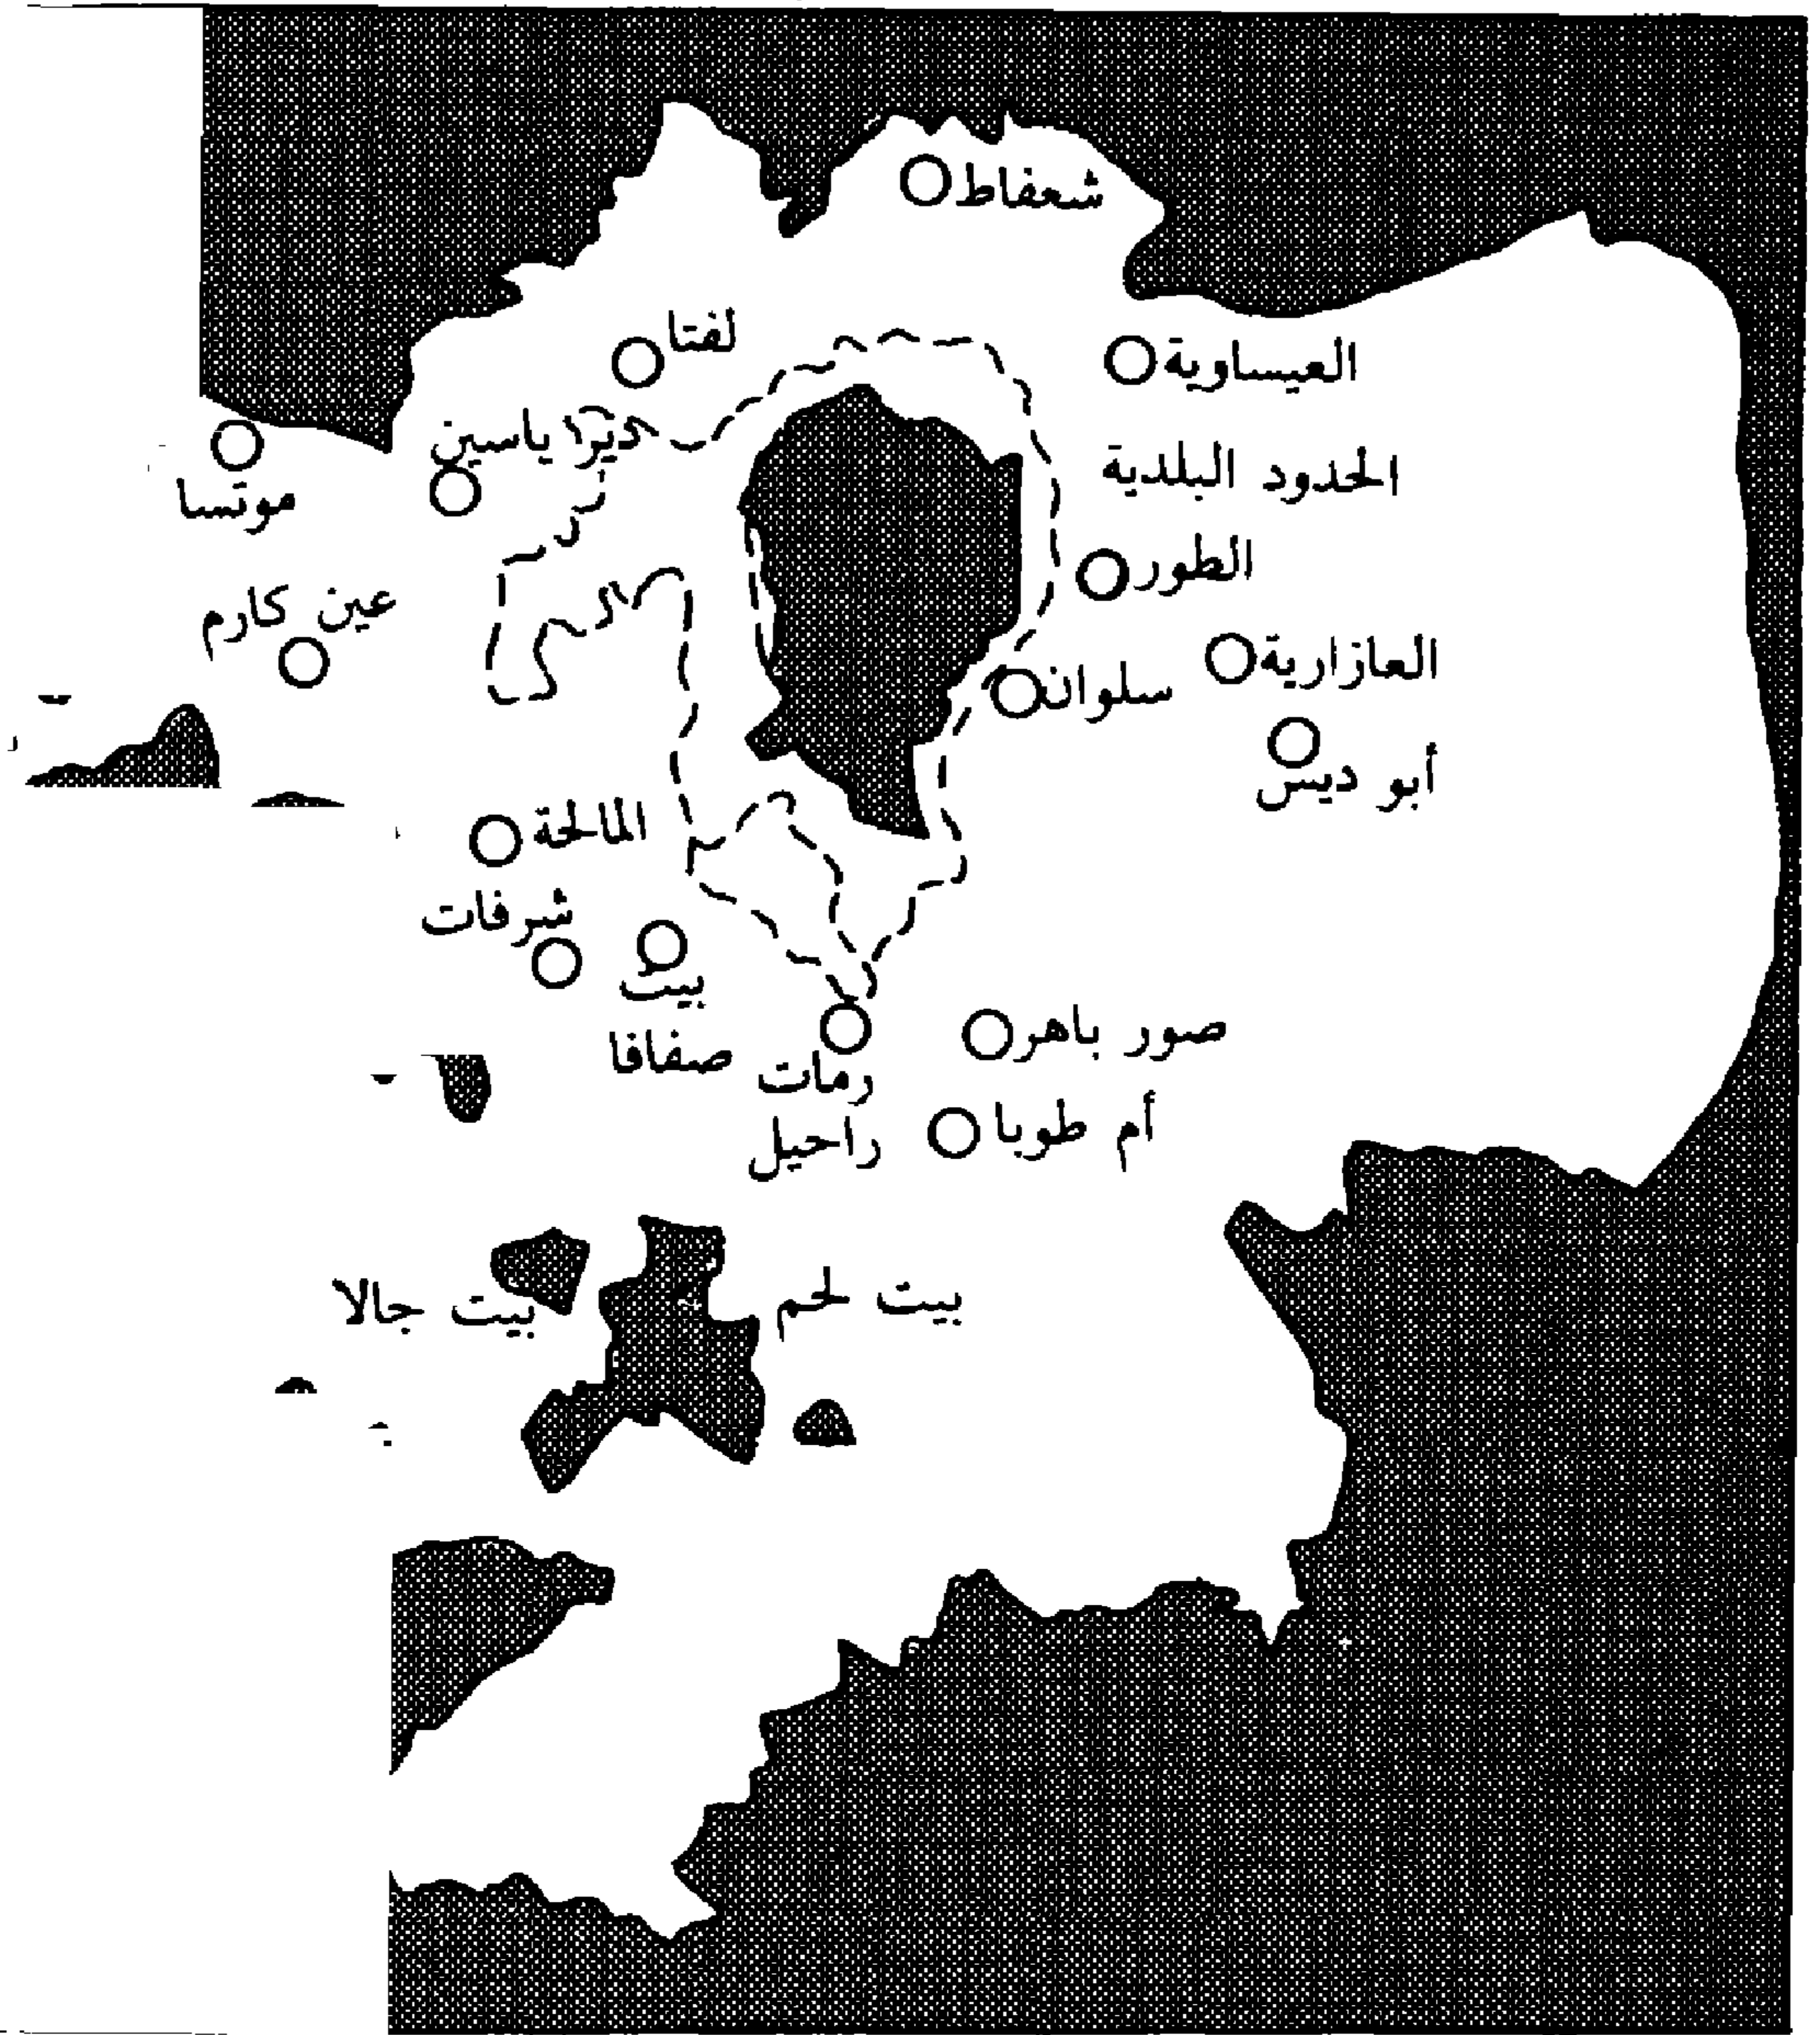 شعفاط
لفتا
العيساوية
دير ياسين
الحدود البلدية
موتسا
الطور
عين كارم
العازارية
سلوان
أبو ديس
المالحة
شرفات
بيت
صفافا
صور باهر
رمات
راحيل
أم طوبا
بيت لحم
بيت جالا